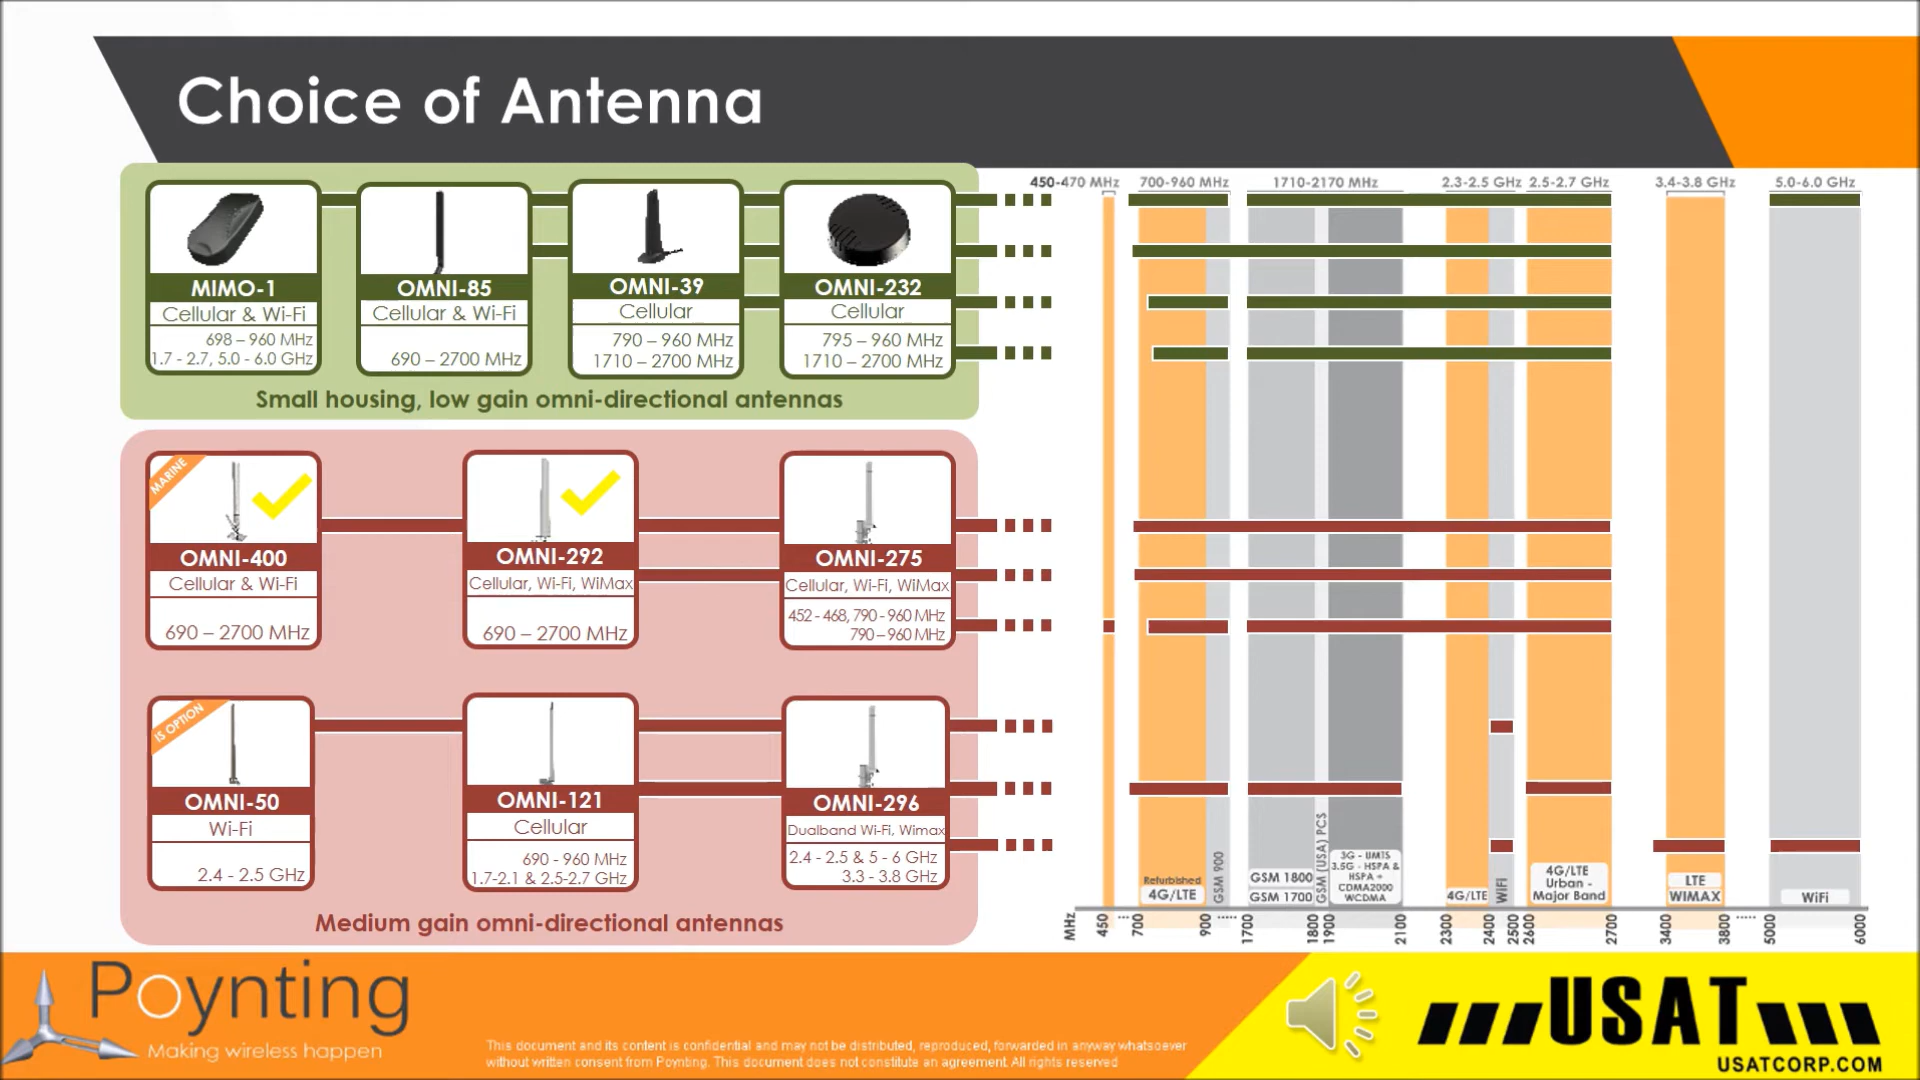 Choice of Antenna
MIMO-1
Cellular & Wi-Fi
698 – 960 MHz
1.7 - 2.7, 5.0 - 6.0 GHz
OMNI-85
Cellular & Wi-Fi
690 – 2700 MHz
OMNI-39
Cellular
790 – 960 MHz
1710 – 2700 MHz
OMNI-232
Cellular
795 – 960 MHz
1710 – 2700 MHz
Small housing, low gain omni-directional antennas
MARINE
OMNI-400
Cellular & Wi-Fi
690 – 2700 MHz
OMNI-292
Cellular, Wi-Fi, WiMax
690 – 2700 MHz
OMNI-275
Cellular, Wi-Fi, WiMax
452 - 468, 790 - 960 MHz
790 – 960 MHz
IS OPTION
OMNI-50
Wi-Fi
2.4 - 2.5 GHz
OMNI-121
Cellular
690 - 960 MHz
1.7-2.1 & 2.5-2.7 GHz
OMNI-296
Dualband Wi-Fi, Wimax
2.4 - 2.5 & 5 - 6 GHz
3.3 - 3.8 GHz
Medium gain omni-directional antennas
450-470 MHz 700-960 MHz 1710-2170 MHz 2.3-2.5 GHz 2.5-2.7 GHz 3.4-3.8 GHz 5.0-6.0 GHz
Refurbished
4G/LTE
GSM 900
GSM 1800
GSM 1700
GSM (USA) PCS
3G - UMTS
3.5G - HSPA &
HSPA +
CDMA2000
WCDMA
4G/LTE
WiFi
4G/LTE
Urban -
Major Band
LTE
WIMAX
WiFi
MHz 450 700 900 1700 1800 1900 2100 2300 2400 2500 2600 2700 3400 3800 5000 6000
Poynting
Making wireless happen
This document and its content is confidential and may not be distributed, reproduced, forwarded in anyway whatsoever
without written consent from Poynting. This document does not constitute an agreement. All rights reserved
USAT
USATCORP.COM